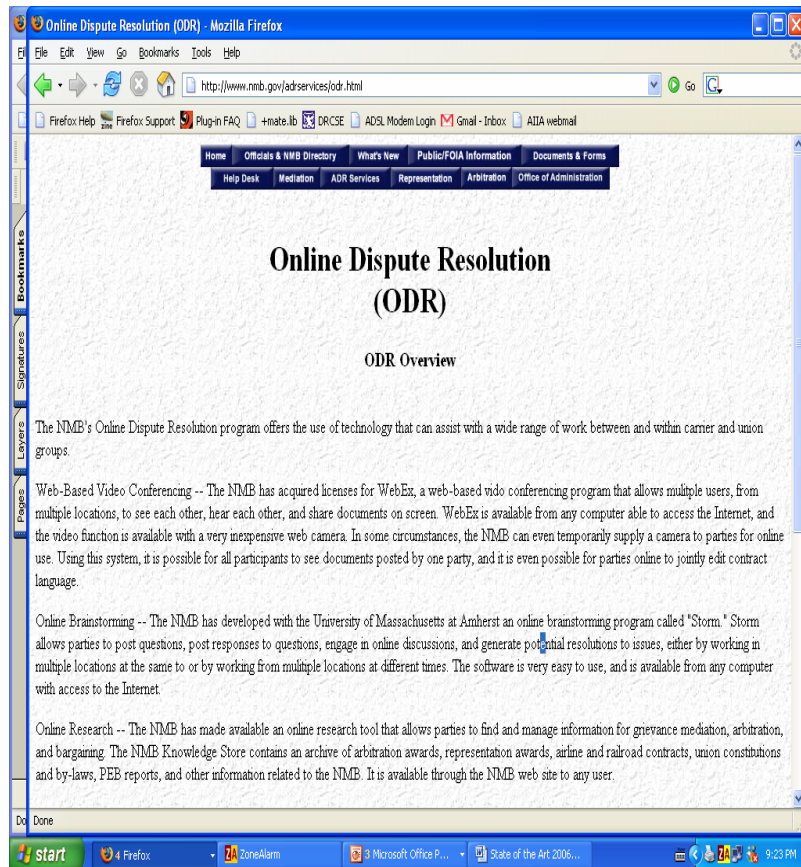 Online Dispute Resolution (ODR) - Mozilla Firefox
File Edit View Go Bookmarks Tools Help
http://www.nmb.gov/adrservices/odr.html Go
Firefox Help Firefox Support Plug-in FAQ +mate.lib DRCSE ADSL Modem Login Gmail - Inbox AIIA webmail
Home Officials & NMB Directory What's New Public/FOIA Information Documents & Forms
Help Desk Mediation ADR Services Representation Arbitration Office of Administration
Bookmarks
Signatures
Layers
Pages
Online Dispute Resolution
(ODR)
ODR Overview
The NMB's Online Dispute Resolution program offers the use of technology that can assist with a wide range of work between and within carrier and union
groups.
Web-Based Video Conferencing -- The NMB has acquired licenses for WebEx, a web-based vido conferencing program that allows mulitple users, from
multiple locations, to see each other, hear each other, and share documents on screen. WebEx is available from any computer able to access the Internet, and
the video function is available with a very inexpensive web camera. In some circumstances, the NMB can even temporarily supply a camera to parties for online
use. Using this system, it is possible for all participants to see documents posted by one party, and it is even possible for parties online to jointly edit contract
language.
Online Brainstorming -- The NMB has developed with the University of Massachusetts at Amherst an online brainstorming program called "Storm." Storm
allows parties to post questions, post responses to questions, engage in online discussions, and generate potential resolutions to issues, either by working in
multiple locations at the same to or by working from mulitiple locations at different times. The software is very easy to use, and is available from any computer
with access to the Internet.
Online Research -- The NMB has made available an online research tool that allows parties to find and manage information for grievance mediation, arbitration,
and bargaining. The NMB Knowledge Store contains an archive of arbitration awards, representation awards, airline and railroad contracts, union constitutions
and by-laws, PEB reports, and other information related to the NMB. It is available through the NMB web site to any user.
Do Done
start 4 Firefox ZoneAlarm 3 Microsoft Office P... State of the Art 2006... 9:23 PM